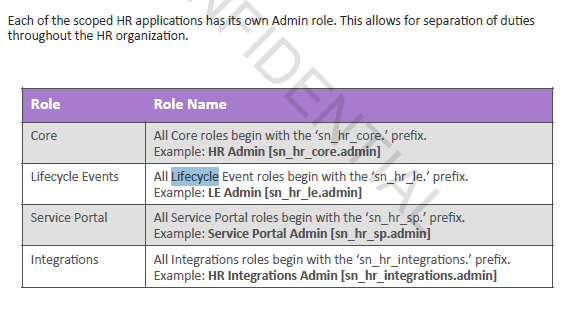 Each of the scoped HR applications has its own Admin role. This allows for separation of duties
throughout the HR organization.
Role Role Name
Core All Core roles begin with the ‘sn_hr_core.’ prefix.
Example: HR Admin [sn_hr_core.admin]
Lifecycle Events All Lifecycle Event roles begin with the ‘sn_hr_le.’ prefix.
Example: LE Admin [sn_hr_le.admin]
Service Portal All Service Portal roles begin with the ‘sn_hr_sp.’ prefix.
Example: Service Portal Admin [sn_hr_sp.admin]
Integrations All Integrations roles begin with the ‘sn_hr_integrations.’ prefix.
Example: HR Integrations Admin [sn_hr_integrations.admin]
NFIDENTIAL